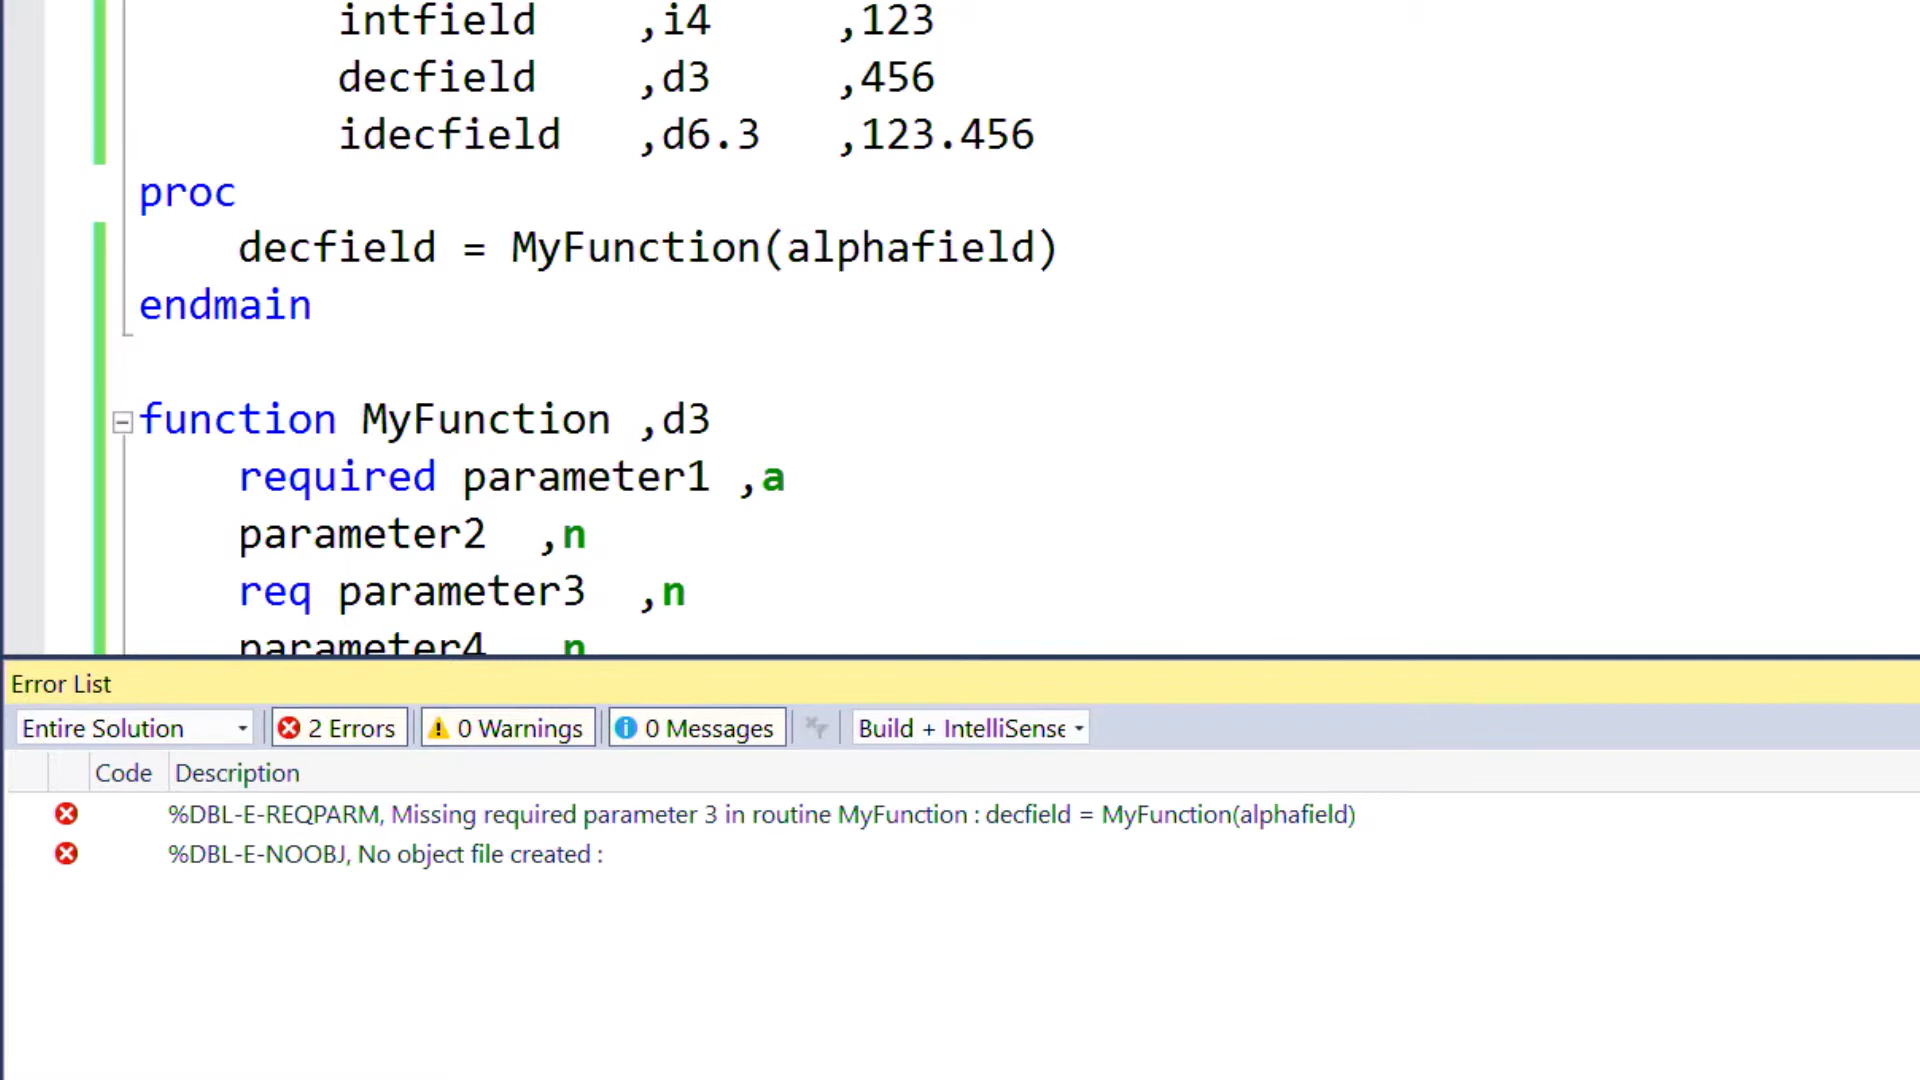 intfield ,i4 ,123
decfield ,d3 ,456
idecfield ,d6.3 ,123.456
proc
decfield = MyFunction(alphafield)
endmain
function MyFunction ,d3
required parameter1 ,a
parameter2 ,n
req parameter3 ,n
parameter4 n
Error List
Entire Solution 2 Errors 0 Warnings 0 Messages Build + IntelliSense
Code Description
%DBL-E-REQPARM, Missing required parameter 3 in routine MyFunction : decfield = MyFunction(alphafield)
%DBL-E-NOOBJ, No object file created :